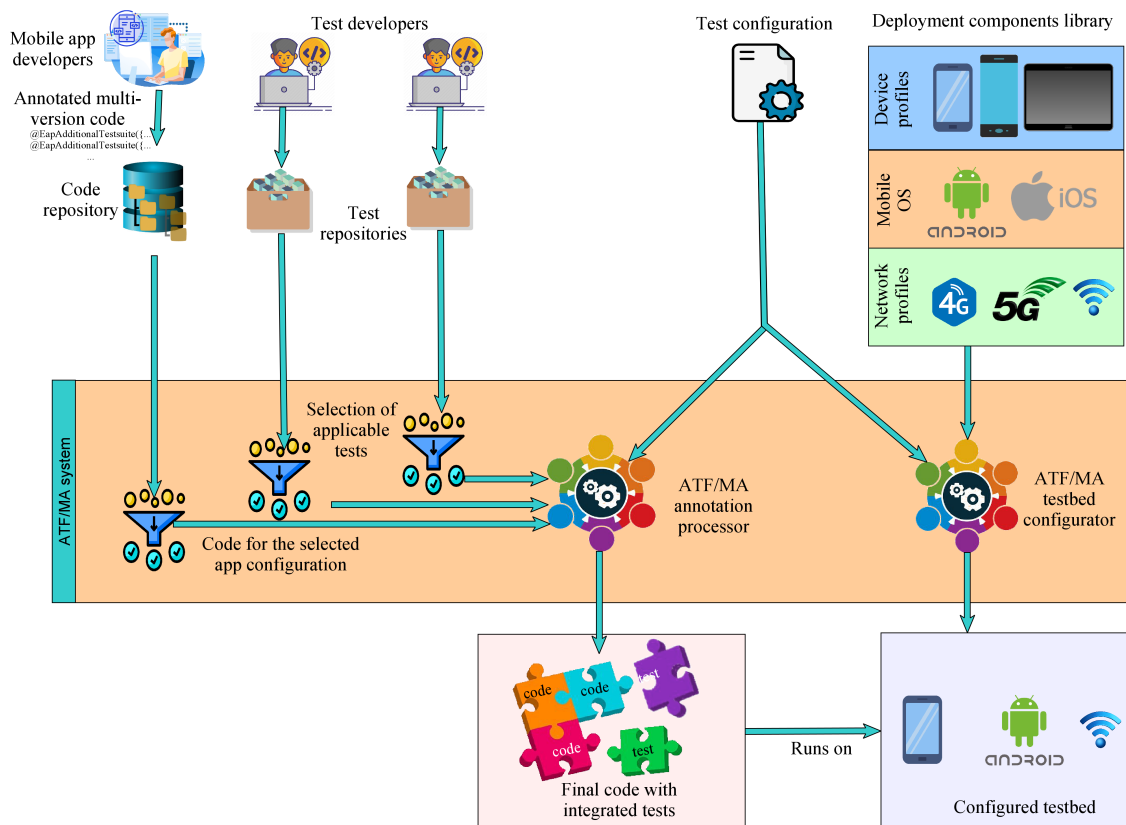 Mobile app
developers
Test developers
Test configuration
Deployment components library
Annotated multi-
version code
@EapAdditionalTestsuite({...
@EapAdditionalTestsuite({...
...
Code
repository
Test
repositories
Device
profiles
Mobile
OS
android
iOS
Network
profiles
4G
5G
ATF/MA system
Selection of
applicable
tests
Code for the selected
app configuration
ATF/MA
annotation
processor
ATF/MA
testbed
configurator
code
code
test
code
test
Final code with
integrated tests
Runs on
android
Configured testbed